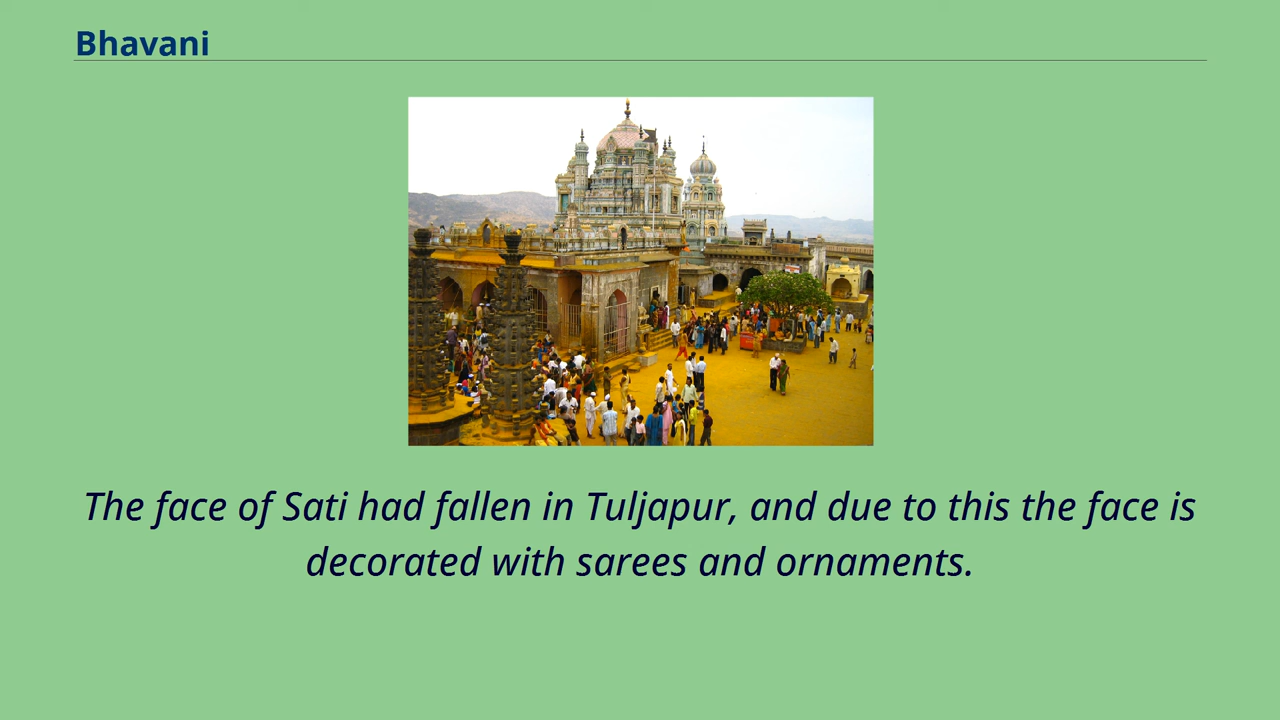 Bhavani
The face of Sati had fallen in Tuljapur, and due to this the face is
decorated with sarees and ornaments.